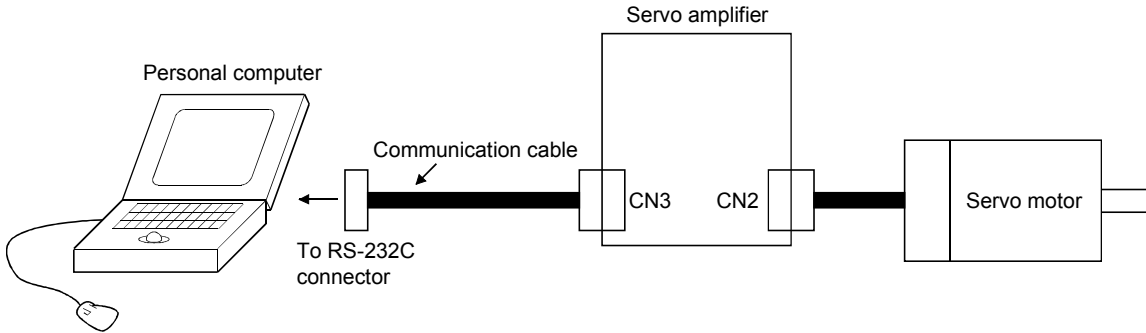 Servo amplifier
Personal computer
Communication cable
CN3
CN2
Servo motor
To RS-232C
connector